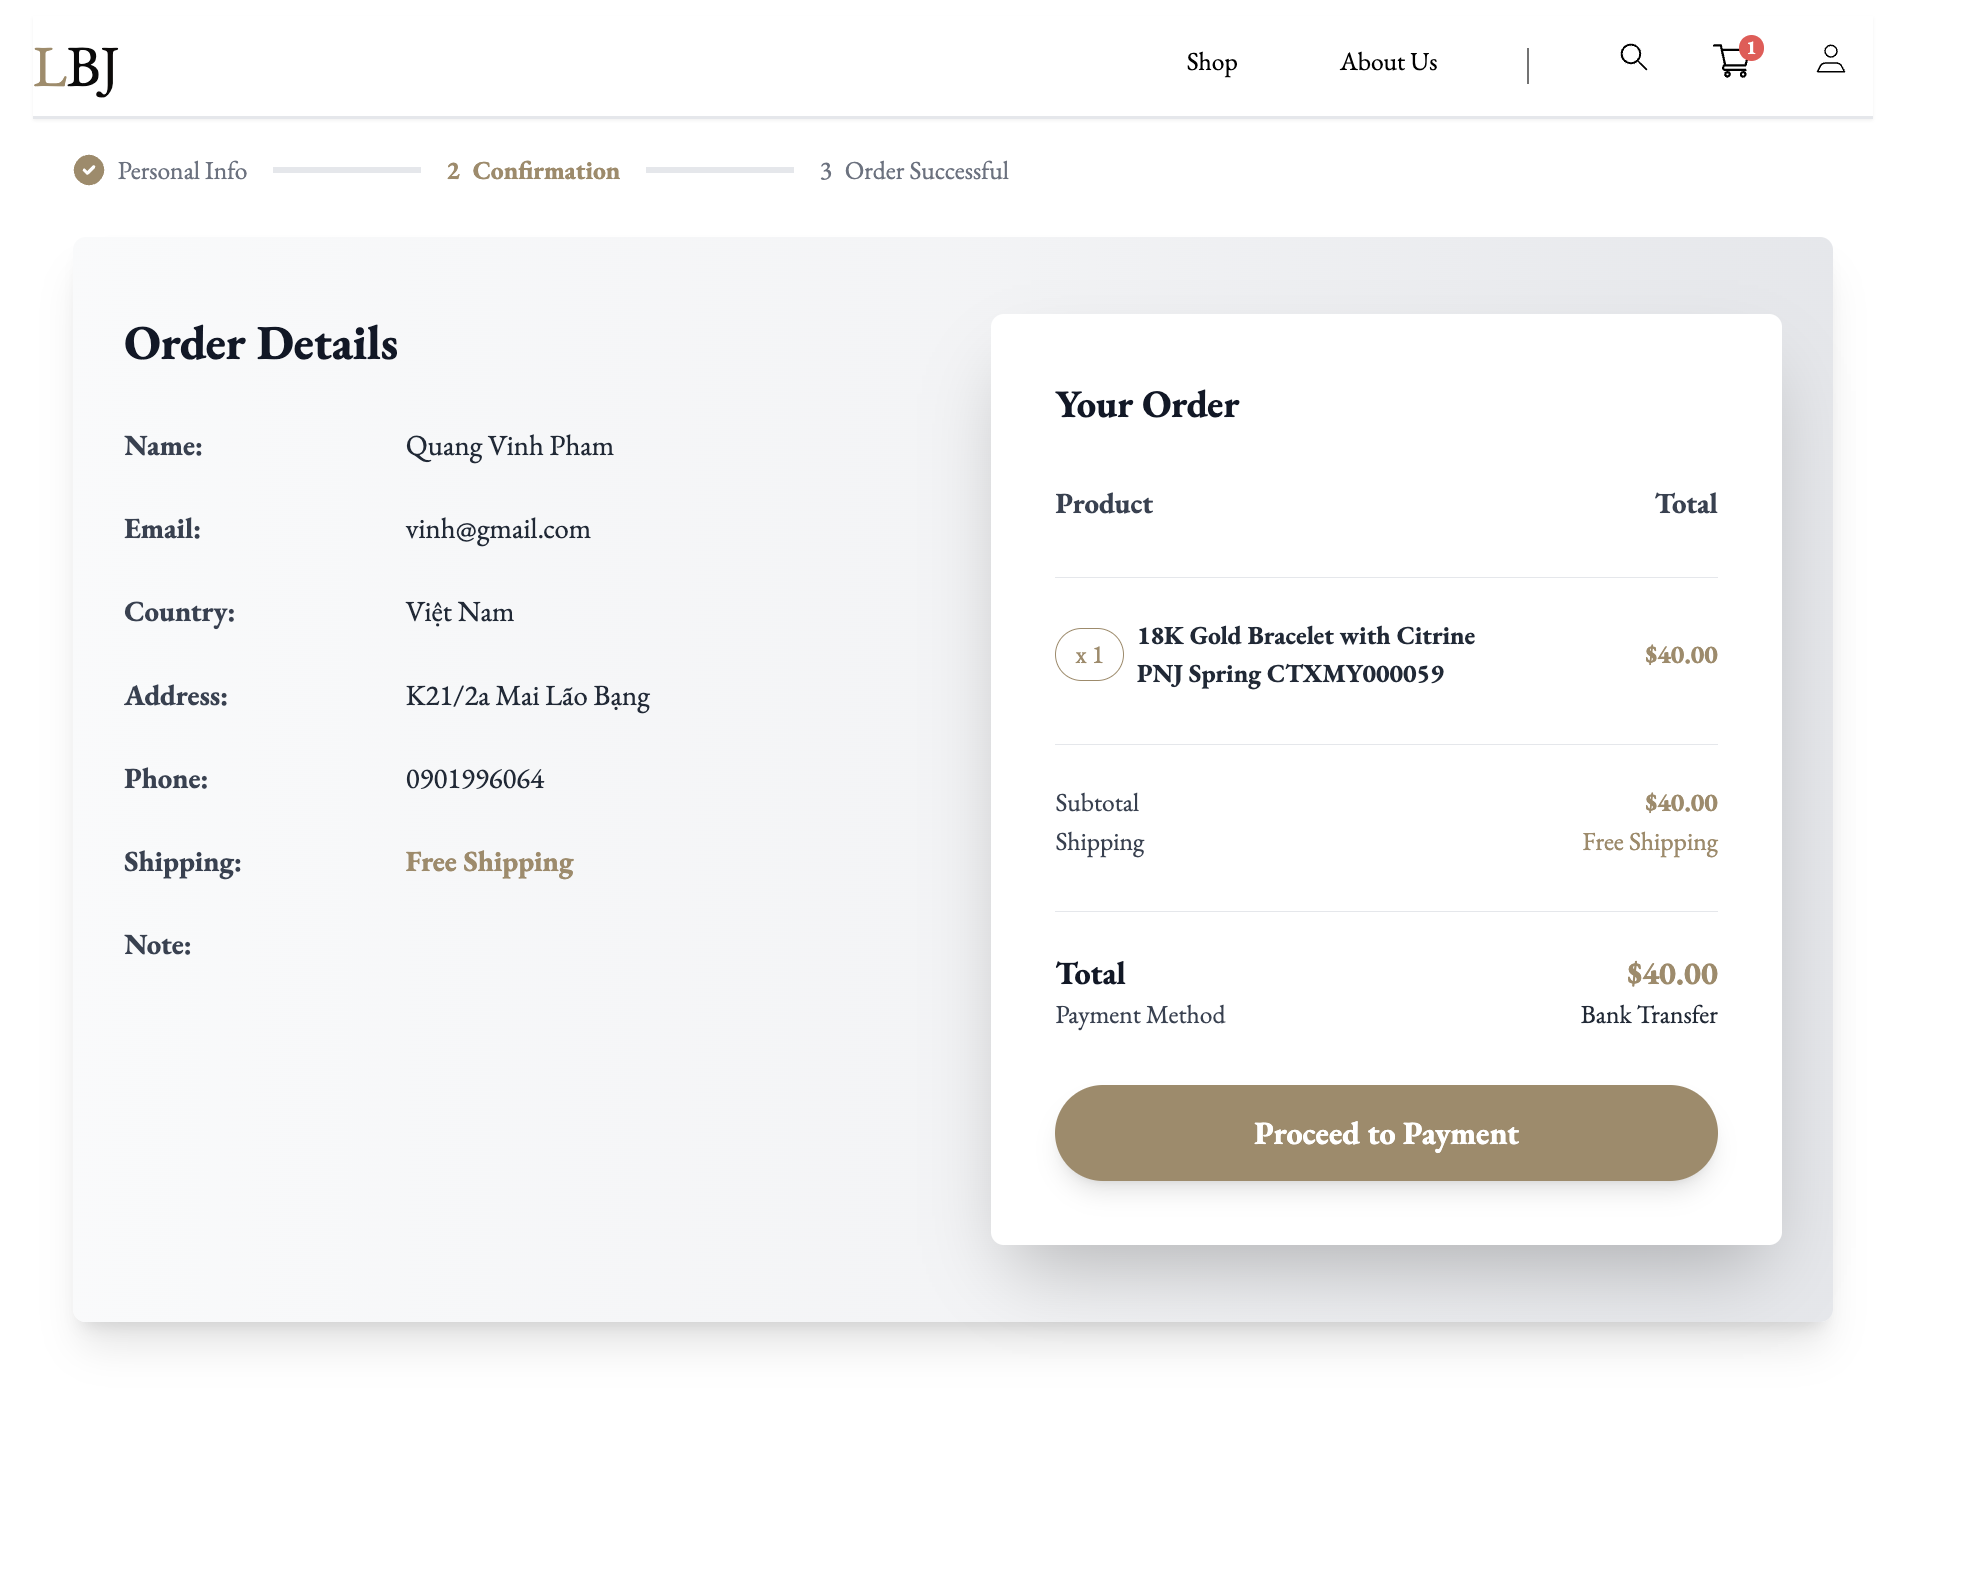 LBJ
Shop
About Us
1
Personal Info
2 Confirmation
3 Order Successful
Order Details
Name: Quang Vinh Pham
Email: vinh@gmail.com
Country: Việt Nam
Address: K21/2a Mai Lão Bạng
Phone: 0901996064
Shipping: Free Shipping
Note:
Your Order
Product Total
x 1
18K Gold Bracelet with Citrine
PNJ Spring CTXMY000059
$40.00
Subtotal $40.00
Shipping Free Shipping
Total $40.00
Payment Method Bank Transfer
Proceed to Payment